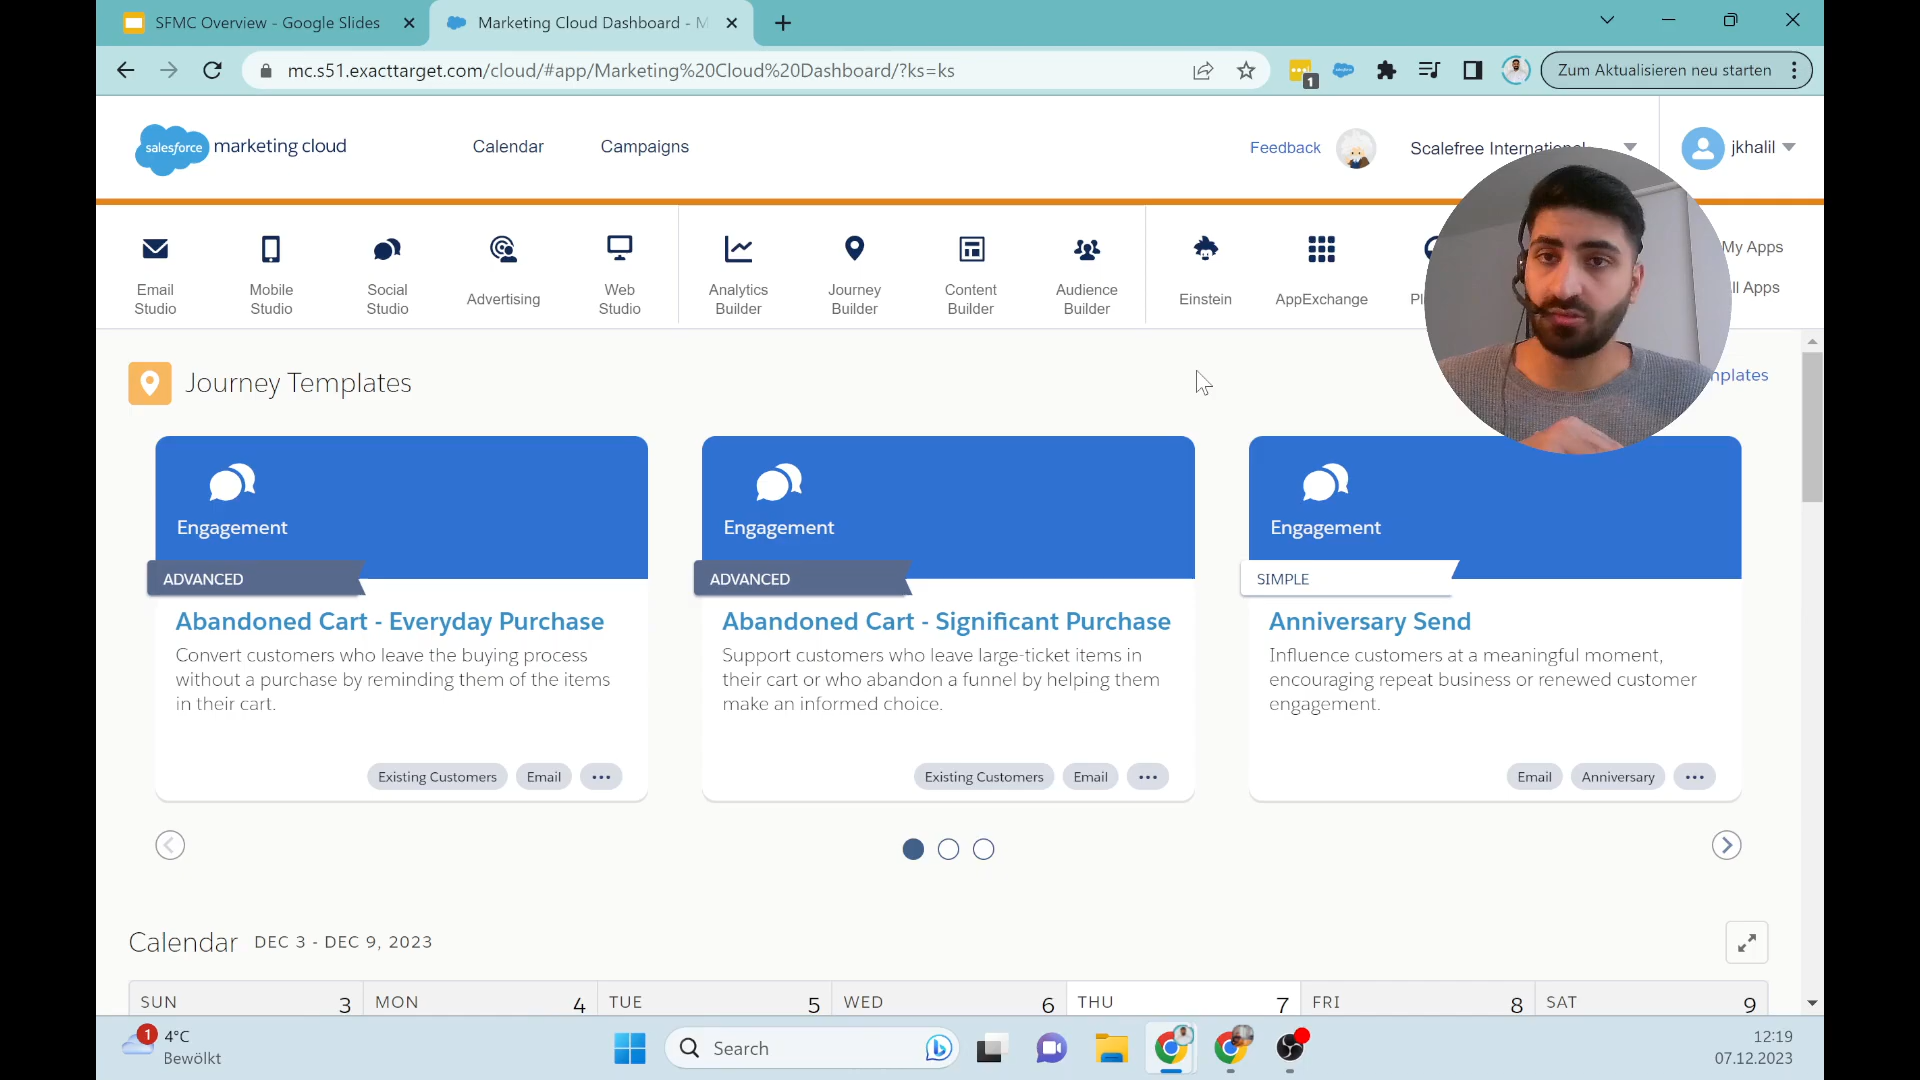 SFMC Overview - Google Slides
Marketing Cloud Dashboard - M
mc.s51.exacttarget.com/cloud/#app/Marketing%20Cloud%20Dashboard/?ks=ks
1
Zum Aktualisieren neu starten
salesforce marketing cloud
Calendar
Campaigns
Feedback
Scalefree International
jkhalil
Email Studio
Mobile Studio
Social Studio
Advertising
Web Studio
Analytics Builder
Journey Builder
Content Builder
Audience Builder
Einstein
AppExchange
My Apps
ll Apps
Journey Templates
mplates
Engagement
ADVANCED
Abandoned Cart - Everyday Purchase
Convert customers who leave the buying process
without a purchase by reminding them of the items
in their cart.
Existing Customers Email •••
Engagement
ADVANCED
Abandoned Cart - Significant Purchase
Support customers who leave large-ticket items in
their cart or who abandon a funnel by helping them
make an informed choice.
Existing Customers Email •••
Engagement
SIMPLE
Anniversary Send
Influence customers at a meaningful moment,
encouraging repeat business or renewed customer
engagement.
Email Anniversary •••
Calendar DEC 3 - DEC 9, 2023
SUN 3 MON 4 TUE 5 WED 6 THU 7 FRI 8 SAT 9
1
4°C
Bewölkt
Search
12:19
07.12.2023